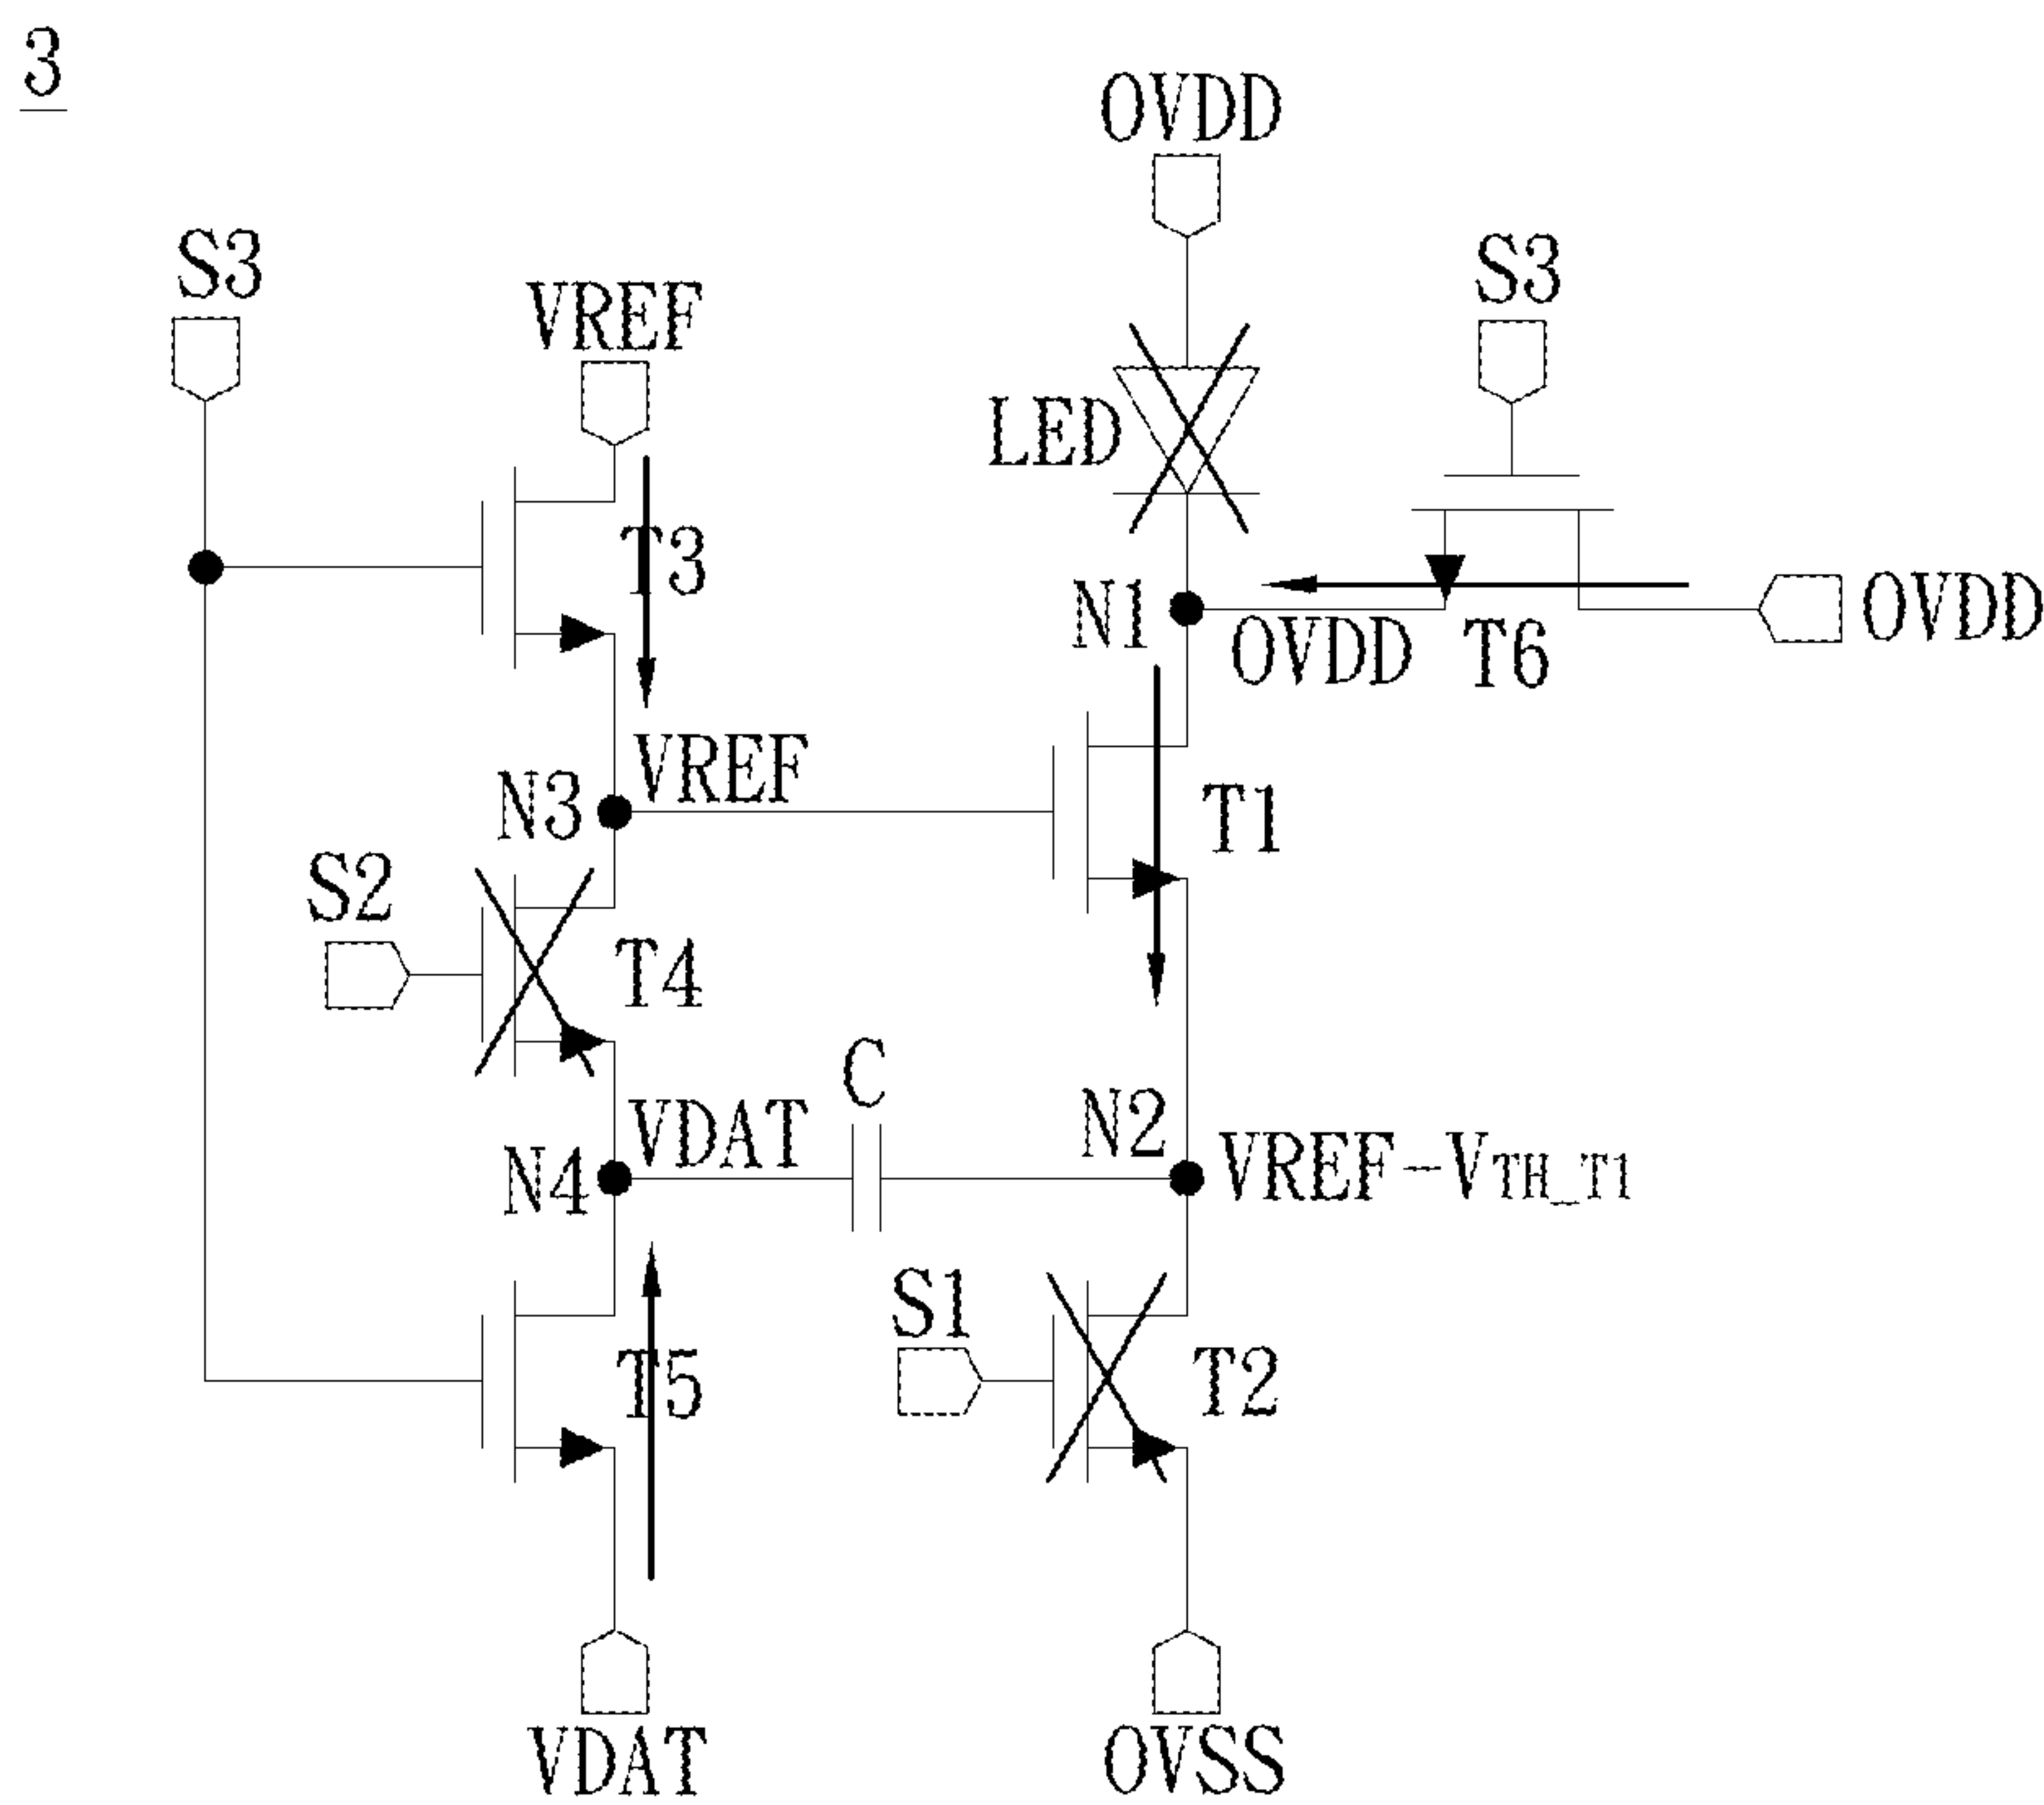 3
OVDD
S3
S3
VREF
LED
T3
N1
OVDD
OVDD
T6
VREF
N3
T1
S2
T4
C
VDAT
N2
N4
VREF-VTH_T1
S1
T5
T2
VDAT
OVSS